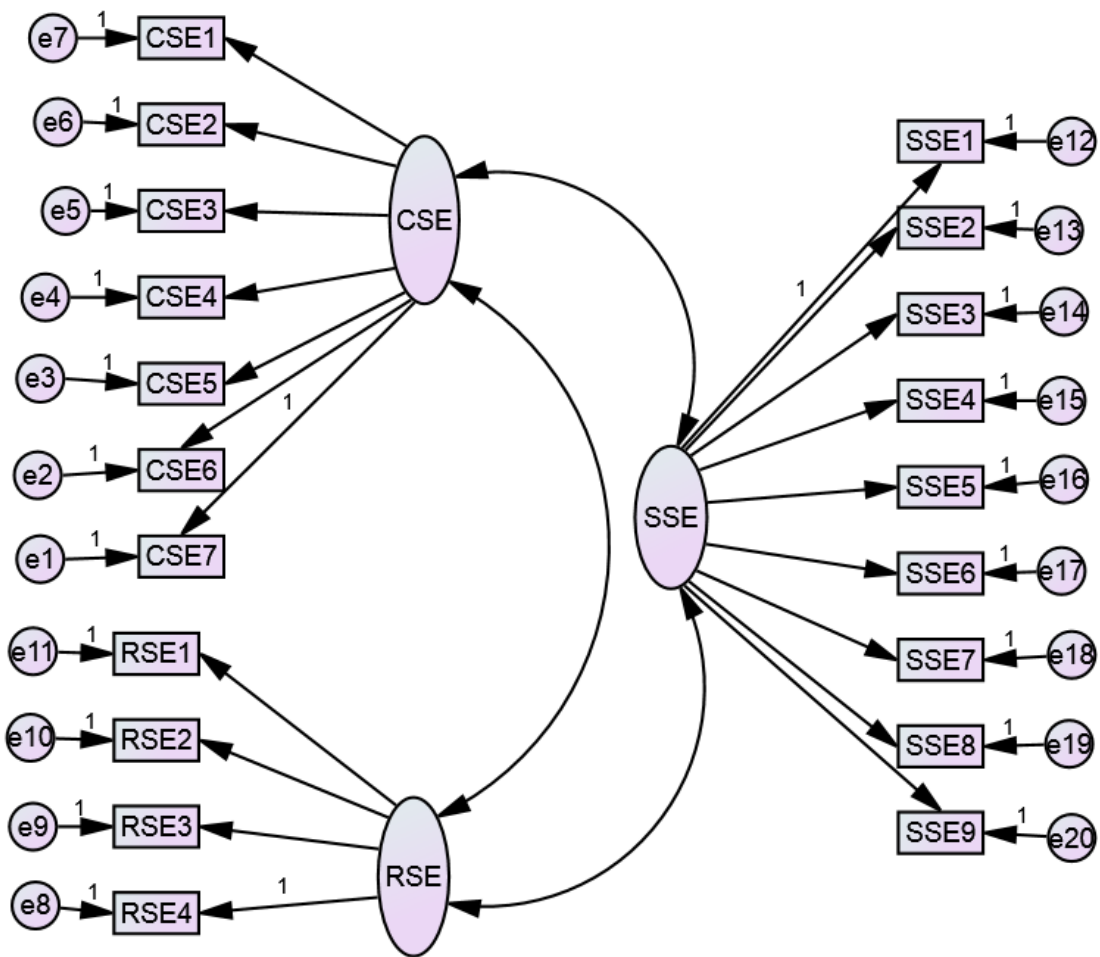 e7 1 CSE1
e6 1 CSE2
e5 1 CSE3
e4 1 CSE4
e3 1 CSE5
e2 1 CSE6
e1 1 CSE7
1
CSE
e11 1 RSE1
e10 1 RSE2
e9 1 RSE3
e8 1 RSE4
1
RSE
SSE
1
SSE1 1 e12
SSE2 1 e13
SSE3 1 e14
SSE4 1 e15
SSE5 1 e16
SSE6 1 e17
SSE7 1 e18
SSE8 1 e19
SSE9 1 e20